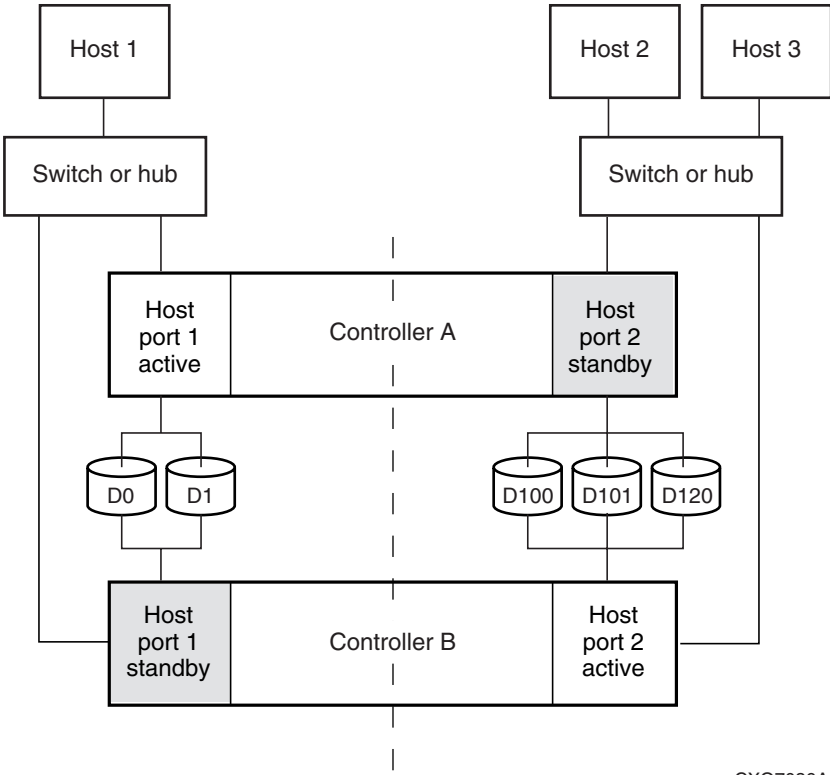 Host 1
Host 2
Host 3
Switch or hub
Switch or hub
Host
port 1
active
Controller A
Host
port 2
standby
D0
D1
D100
D101
D120
Host
port 1
standby
Controller B
Host
port 2
active